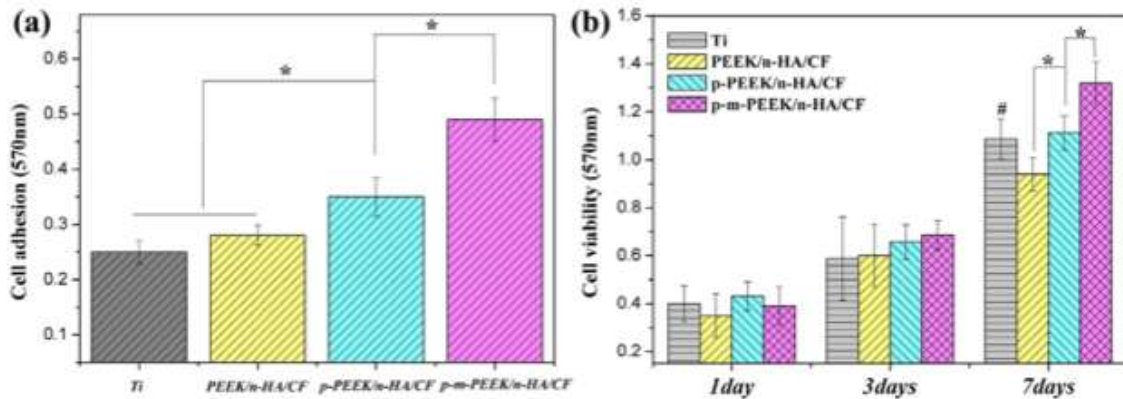 (a)
Cell adhesion (570nm)
0.6
0.5
0.4
0.3
0.2
0.1
*
*
Ti
PEEK/n-HA/CF
p-PEEK/n-HA/CF
p-m-PEEK/n-HA/CF
(b)
Cell viability (570nm)
1.6
1.4
1.2
1.0
0.8
0.6
0.4
0.2
Ti
PEEK/n-HA/CF
p-PEEK/n-HA/CF
p-m-PEEK/n-HA/CF
*
*
#
1day
3days
7days